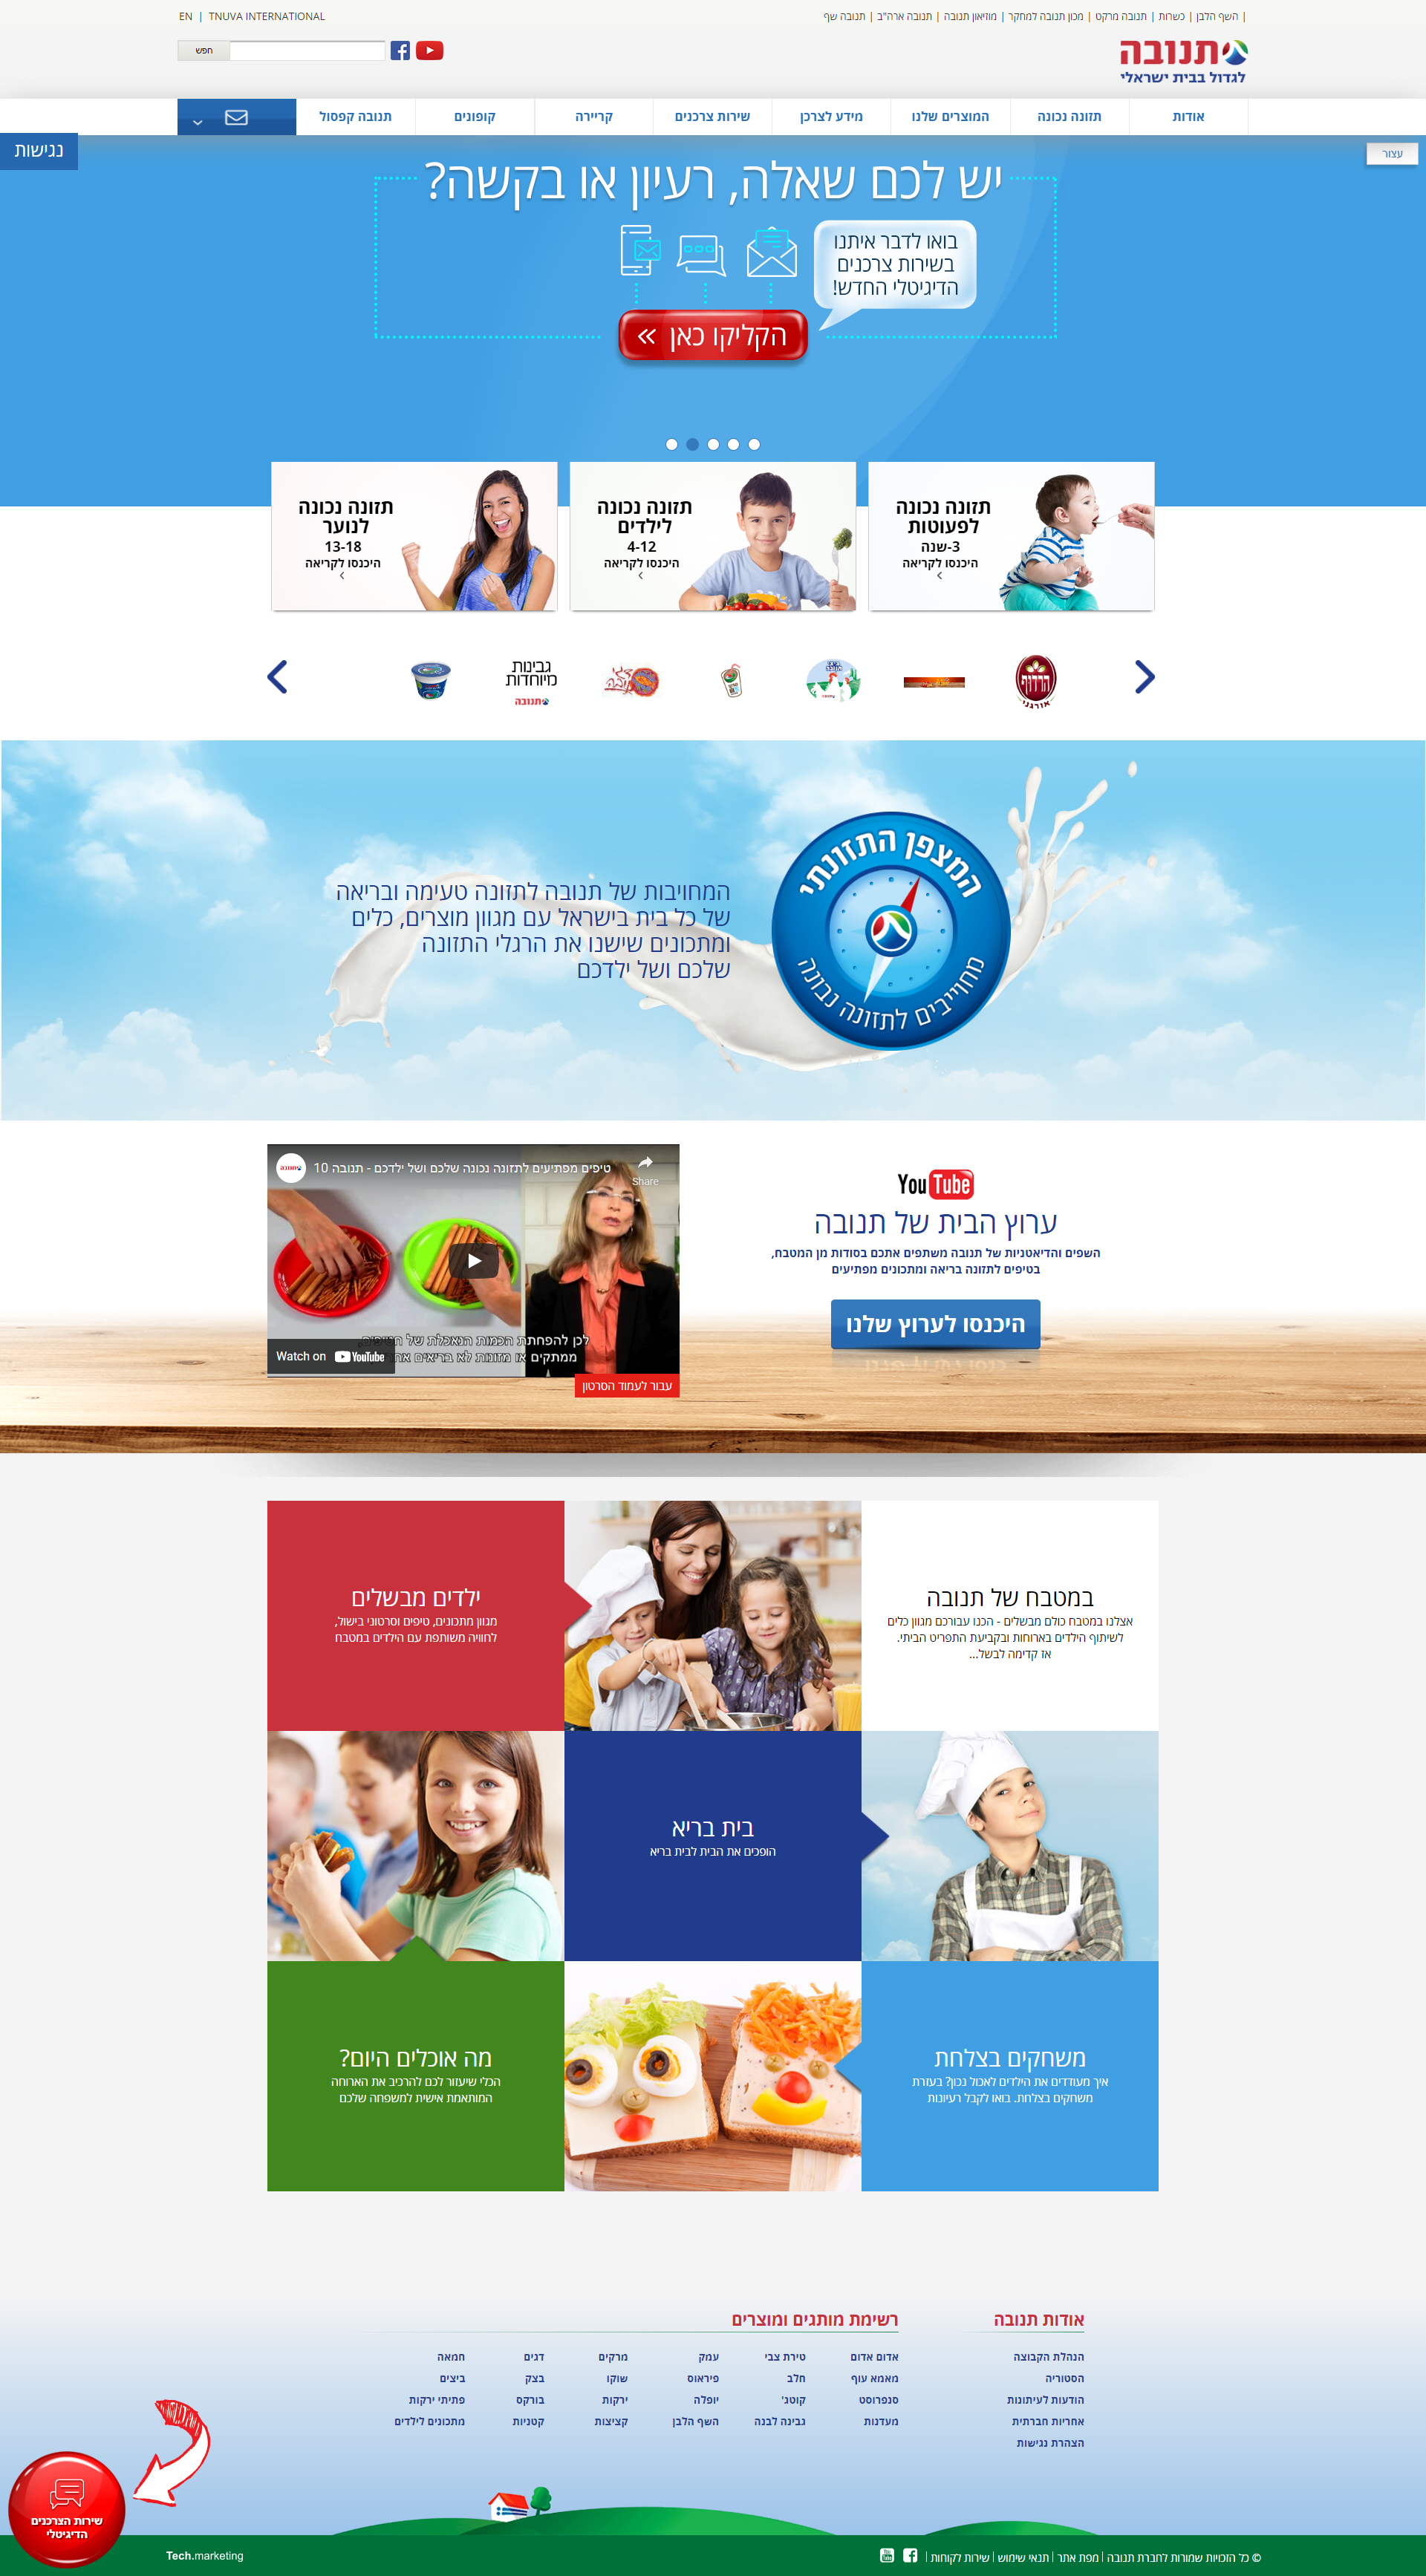 | השף הלבן | כשרות | תנובה מרקט | מכון תנובה למחקר | מוזיאון תנובה | תנובה ארה"ב | תנובה שף
EN | TNUVA INTERNATIONAL
תנובה
לגדול בבית ישראלי
חפש
אודות
תזונה נכונה
המוצרים שלנו
מידע לצרכן
שירות צרכנים
קריירה
קופונים
תנובה קפסול
נגישות
עצור
יש לכם שאלה, רעיון או בקשה?
בואו לדבר איתנו
בשירות צרכנים
הדיגיטלי החדש!
הקליקו כאן »
תזונה נכונה
לפעוטות
3-שנה
היכנסו לקריאה
תזונה נכונה
לילדים
4-12
היכנסו לקריאה
תזונה נכונה
לנוער
13-18
היכנסו לקריאה
הרדוף
אורגני
גבינות
מיוחדות
תנובה
המצפן התזונתי
מחוייבים לתזונה נבונה
המחויבות של תנובה לתזונה טעימה ובריאה
של כל בית בישראל עם מגוון מוצרים, כלים
ומתכונים שישנו את הרגלי התזונה
שלכם ושל ילדכם
YouTube
ערוץ הבית של תנובה
השפים והדיאטניות של תנובה משתפים אתכם בסודות מן המטבח,
בטיפים לתזונה בריאה ומתכונים מפתיעים
היכנסו לערוץ שלנו
תנובה
10 טיפים מפתיעים לתזונה נכונה שלכם ושל ילדכם - תנובה
Share
לכן להפחתת הכמות הנאכלת של
ממתקים או מזונות לא בריאים
Watch on YouTube
עבור לעמוד הסרטון
במטבח של תנובה
אצלנו במטבח כולם מבשלים - הכנו עבורכם מגוון כלים
לשיתוף הילדים בארוחות ובקביעת התפריט הביתי.
אז קדימה לבשל...
ילדים מבשלים
מגוון מתכונים, טיפים וסרטוני בישול,
לחוויה משותפת עם הילדים במטבח
בית בריא
הופכים את הבית לבית בריא
משחקים בצלחת
איך מעודדים את הילדים לאכול נכון? בעזרת
משחקים בצלחת. בואו לקבל רעיונות
מה אוכלים היום?
הכלי שיעזור לכם להרכיב את הארוחה
המותאמת אישית למשפחה שלכם
אודות תנובה
הנהלת הקבוצה
הסטוריה
הודעות לעיתונות
אחריות חברתית
הצהרת נגישות
רשימת מותגים ומוצרים
אדום אדום טירת צבי עמק מרקים דגים חמאה
מאמא עוף חלב פיראוס שוקו בצק ביצים
סנפרוסט קוטג' יופלה ירקות בורקס פתיתי ירקות
מעדנות גבינה לבנה השף הלבן קציצות קטניות מתכונים לילדים
שירות הצרכנים
הדיגיטלי
© כל הזכויות שמורות לחברת תנובה | מפת אתר | תנאי שימוש | שירות לקוחות |
Tech.marketing